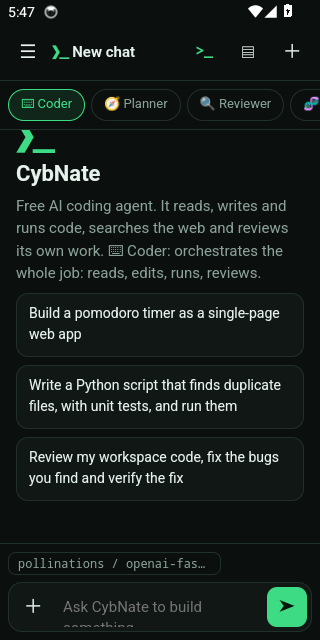 5:47
New chat
Coder
Planner
Reviewer
CybNate
Free AI coding agent. It reads, writes and
runs code, searches the web and reviews
its own work. ⌨ Coder: orchestrates the
whole job: reads, edits, runs, reviews.
Build a pomodoro timer as a single-page
web app
Write a Python script that finds duplicate
files, with unit tests, and run them
Review my workspace code, fix the bugs
you find and verify the fix
pollinations / openai-fas…
Ask CybNate to build
something